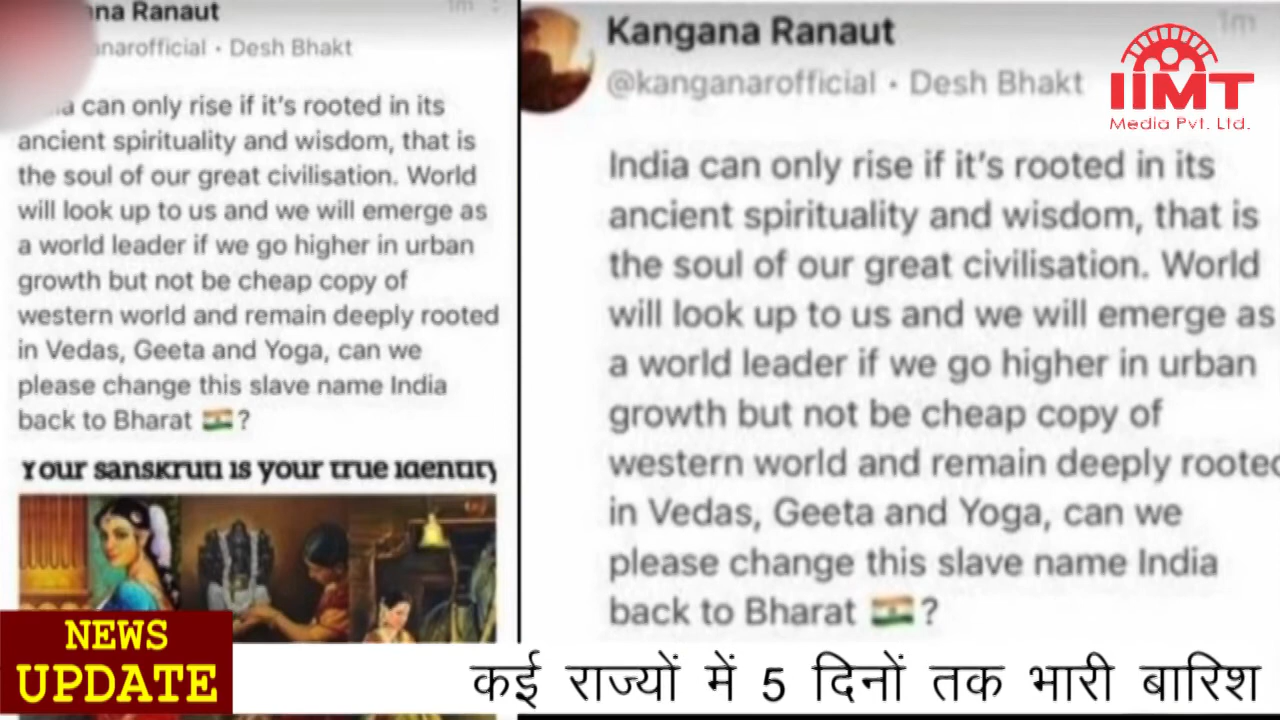 na Ranaut
1m
narofficial • Desh Bhakt
can only rise if it's rooted in its
ancient spirituality and wisdom, that is
the soul of our great civilisation. World
will look up to us and we will emerge as
a world leader if we go higher in urban
growth but not be cheap copy of
western world and remain deeply rooted
in Vedas, Geeta and Yoga, can we
please change this slave name India
back to Bharat 🇮🇳?
Your sanskruti is your true identity
Kangana Ranaut
1m
@kanganarofficial • Desh Bhakt
India can only rise if it's rooted in its
ancient spirituality and wisdom, that is
the soul of our great civilisation. World
will look up to us and we will emerge as
a world leader if we go higher in urban
growth but not be cheap copy of
western world and remain deeply rooted
in Vedas, Geeta and Yoga, can we
please change this slave name India
back to Bharat 🇮🇳?
IIMT
Media Pvt. Ltd.
NEWS
UPDATE
कई राज्यों में 5 दिनों तक भारी बारिश